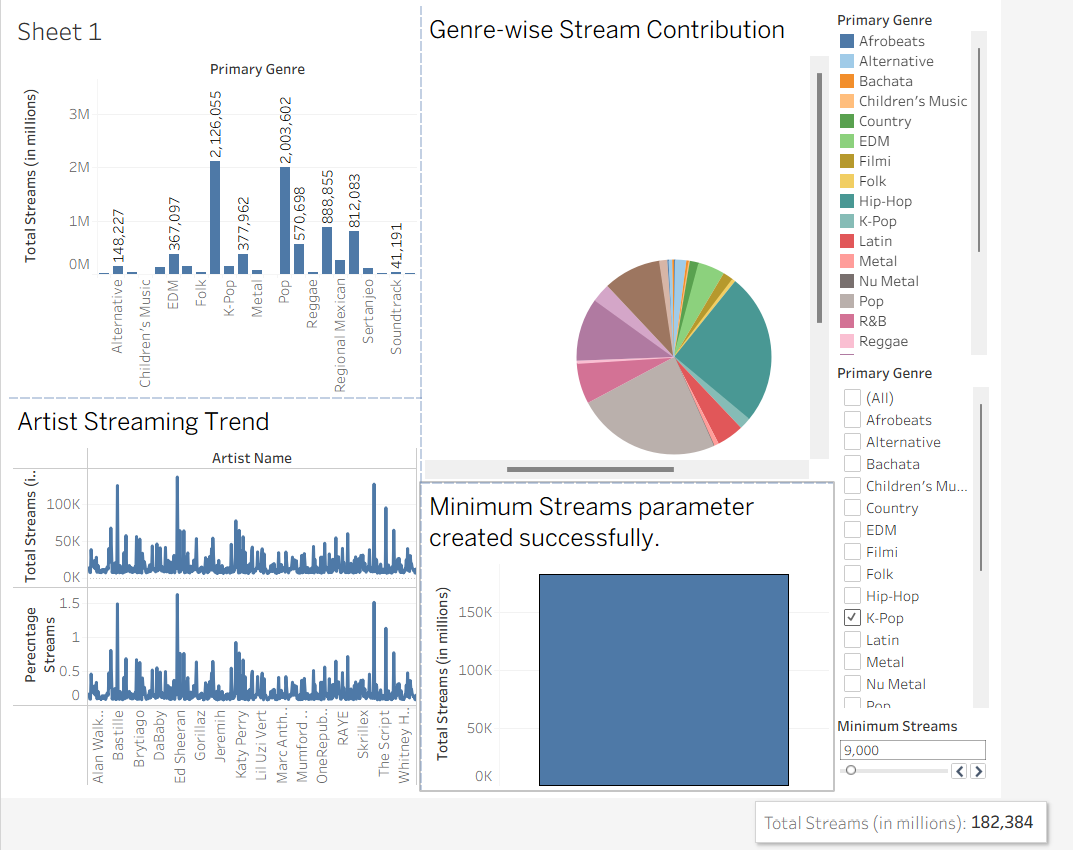 Sheet 1
Primary Genre
Total Streams (in millions)
3M
2M
1M
0M
148,227
367,097
2,126,055
377,962
2,003,602
570,698
888,855
812,083
41,191
Alternative
Children's Music
EDM
Folk
K-Pop
Metal
Pop
Reggae
Regional Mexican
Sertanjeo
Soundtrack
Genre-wise Stream Contribution
Primary Genre
Afrobeats
Alternative
Bachata
Children's Music
Country
EDM
Filmi
Folk
Hip-Hop
K-Pop
Latin
Metal
Nu Metal
Pop
R&B
Reggae
Primary Genre
(All)
Afrobeats
Alternative
Bachata
Children's Mu...
Country
EDM
Filmi
Folk
Hip-Hop
K-Pop
Latin
Metal
Nu Metal
Pop
Minimum Streams
9,000
Artist Streaming Trend
Artist Name
Total Streams (i..
100K
50K
0K
Perecntage
Streams
1.5
1
0.5
0
Alan Walk..
Bastille
Brytiago
DaBaby
Ed Sheeran
Gorillaz
Jeremih
Katy Perry
Lil Uzi Vert
Marc Anth..
Mumford ..
OneRepub..
RAYE
Skrillex
The Script
Whitney H..
Minimum Streams parameter
created successfully.
Total Streams (in millions)
150K
100K
50K
0K
Total Streams (in millions): 182,384